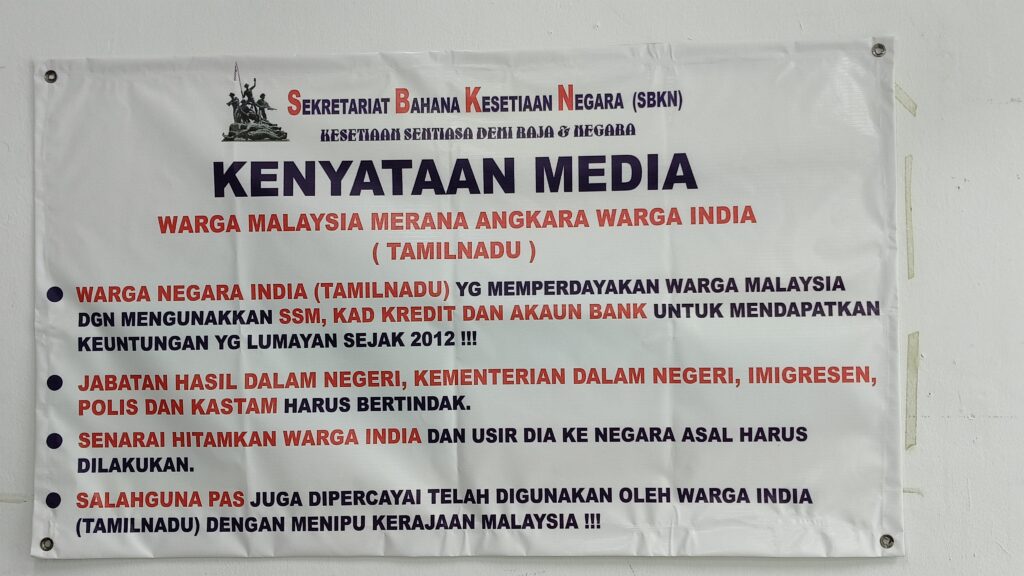 SEKRETARIAT BAHANA KESETIAAN NEGARA (SBKN)
KESETIAAN SENTIASA DEMI RAJA & NEGARA
KENYATAAN MEDIA
WARGA MALAYSIA MERANA ANGKARA WARGA INDIA
( TAMILNADU )
● WARGA NEGARA INDIA (TAMILNADU) YG MEMPERDAYAKAN WARGA MALAYSIA
DGN MENGUNAKKAN SSM, KAD KREDIT DAN AKAUN BANK UNTUK MENDAPATKAN
KEUNTUNGAN YG LUMAYAN SEJAK 2012 !!!
● JABATAN HASIL DALAM NEGERI, KEMENTERIAN DALAM NEGERI, IMIGRESEN,
POLIS DAN KASTAM HARUS BERTINDAK.
● SENARAI HITAMKAN WARGA INDIA DAN USIR DIA KE NEGARA ASAL HARUS
DILAKUKAN.
● SALAHGUNA PAS JUGA DIPERCAYAI TELAH DIGUNAKAN OLEH WARGA INDIA
(TAMILNADU) DENGAN MENIPU KERAJAAN MALAYSIA !!!